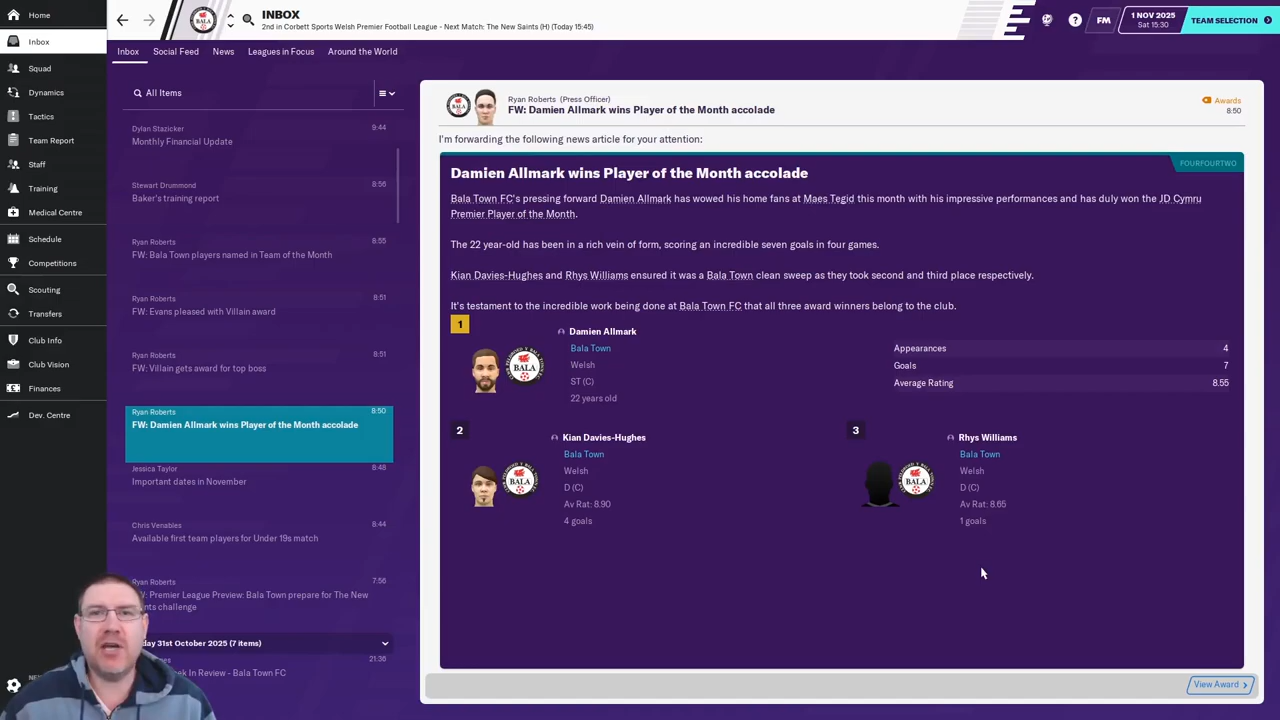 Home
INBOX
2nd in Corbett Sports Welsh Premier Football League - Next Match: The New Saints (H) (Today 15:45)
FM
1 NOV 2025
Sat 15:30
TEAM SELECTION
Inbox
Squad
Dynamics
Tactics
Team Report
Staff
Training
Medical Centre
Schedule
Competitions
Scouting
Transfers
Club Info
Club Vision
Finances
Dev. Centre
Inbox
Social Feed
News
Leagues in Focus
Around the World
All Items
Dylan Stazicker
9:44
Monthly Financial Update
Stewart Drummond
8:56
Baker's training report
Ryan Roberts
8:55
FW: Bala Town players named in Team of the Month
Ryan Roberts
8:51
FW: Evans pleased with Villain award
Ryan Roberts
8:51
FW: Villain gets award for top boss
Ryan Roberts
8:50
FW: Damien Allmark wins Player of the Month accolade
Jessica Taylor
8:48
Important dates in November
Chris Venables
8:44
Available first team players for Under 19s match
Ryan Roberts
7:56
: Premier League Preview: Bala Town prepare for The New
nts challenge
day 31st October 2025 (7 items)
21:36
ek In Review - Bala Town FC
Ryan Roberts (Press Officer)
FW: Damien Allmark wins Player of the Month accolade
Awards
8:50
I'm forwarding the following news article for your attention:
FOURFOURTWO
Damien Allmark wins Player of the Month accolade
Bala Town FC's pressing forward Damien Allmark has wowed his home fans at Maes Tegid this month with his impressive performances and has duly won the JD Cymru
Premier Player of the Month.
The 22 year-old has been in a rich vein of form, scoring an incredible seven goals in four games.
Kian Davies-Hughes and Rhys Williams ensured it was a Bala Town clean sweep as they took second and third place respectively.
It's testament to the incredible work being done at Bala Town FC that all three award winners belong to the club.
1
Damien Allmark
Bala Town
Welsh
ST (C)
22 years old
Appearances 4
Goals 7
Average Rating 8.55
2
Kian Davies-Hughes
Bala Town
Welsh
D (C)
Av Rat: 8.90
4 goals
3
Rhys Williams
Bala Town
Welsh
D (C)
Av Rat: 8.65
1 goals
View Award